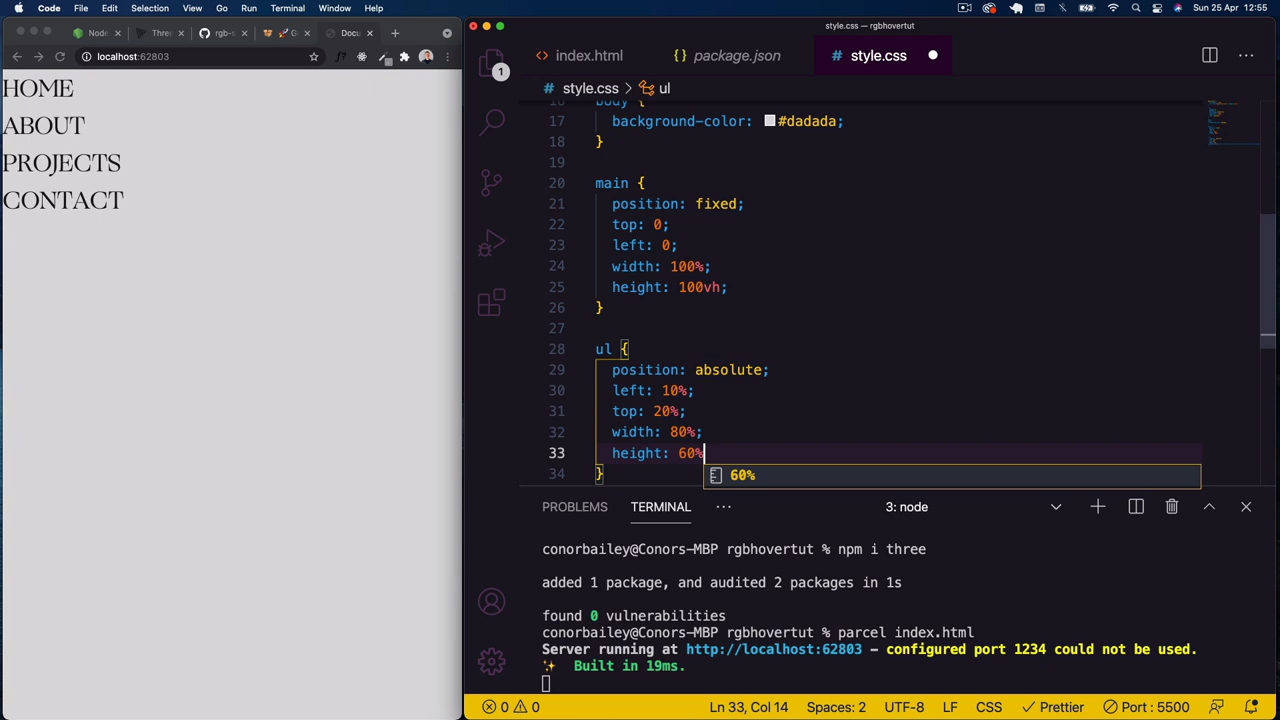 Code File Edit Selection View Go Run Terminal Window Help Sun 25 Apr 12:55
Node Thre rgb-s G Docu
localhost:62803
HOME
ABOUT
PROJECTS
CONTACT
style.css — rgbhovertut
index.html package.json style.css
1
style.css ul
16 body {
17 background-color: #dadada;
18 }
19
20 main {
21 position: fixed;
22 top: 0;
23 left: 0;
24 width: 100%;
25 height: 100vh;
26 }
27
28 ul {
29 position: absolute;
30 left: 10%;
31 top: 20%;
32 width: 80%;
33 height: 60%
34 }
60%
PROBLEMS TERMINAL ··· 3: node
conorbailey@Conors-MBP rgbhovertut % npm i three
added 1 package, and audited 2 packages in 1s
found 0 vulnerabilities
conorbailey@Conors-MBP rgbhovertut % parcel index.html
Server running at http://localhost:62803 - configured port 1234 could not be used.
✨ Built in 19ms.
0 0 Ln 33, Col 14 Spaces: 2 UTF-8 LF CSS Prettier Port : 5500